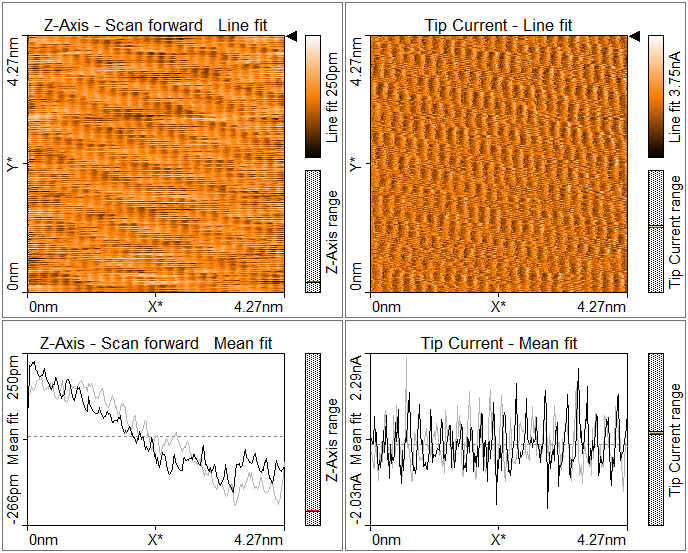 Z-Axis - Scan forward Line fit
4.27nm
Y*
0nm
0nm X* 4.27nm
Line fit 250pm
Z-Axis range
Tip Current - Line fit
4.27nm
Y*
0nm
0nm X* 4.27nm
Line fit 3.75nA
Tip Current range
Z-Axis - Scan forward Mean fit
-266pm Mean fit 250pm
0nm X* 4.27nm
Z-Axis range
Tip Current - Mean fit
-2.03nA Mean fit 2.29nA
0nm X* 4.27nm
Tip Current range